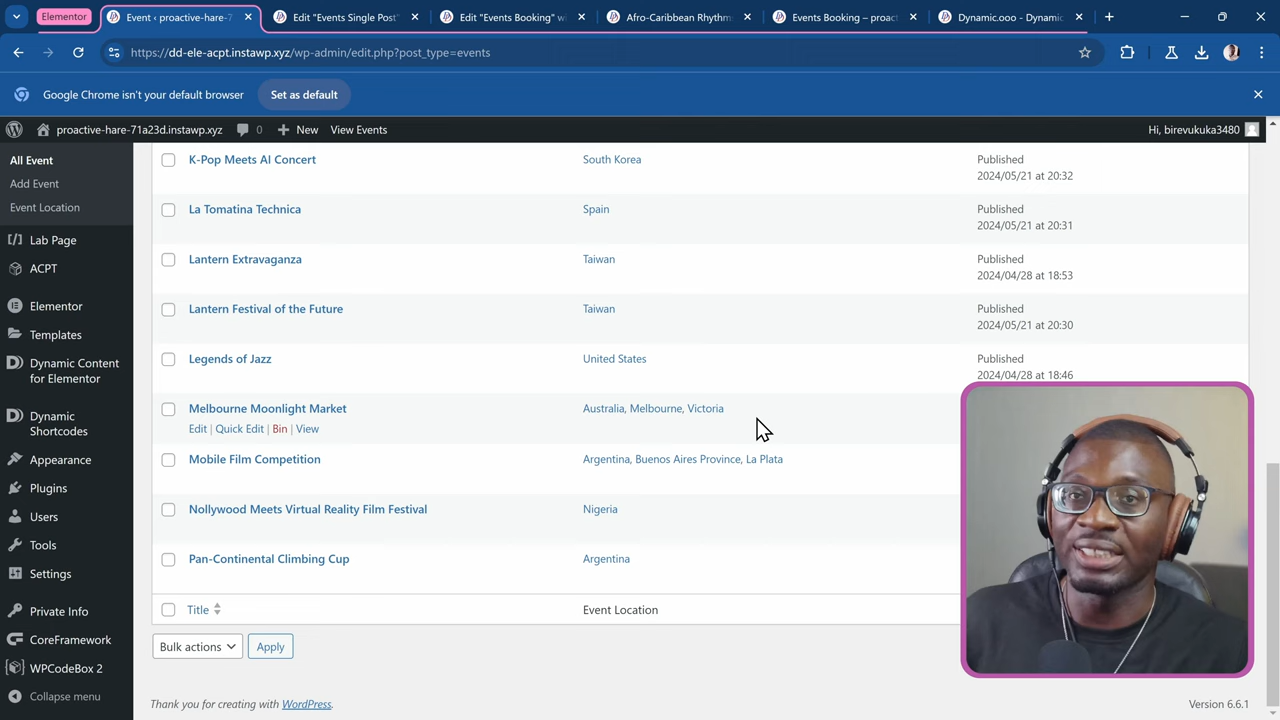 Elementor
Event ‹ proactive-hare-7
Edit "Events Single Post"
Edit "Events Booking" wi
Afro-Caribbean Rhythm
Events Booking – proact
Dynamic.ooo - Dynamic
https://dd-ele-acpt.instawp.xyz/wp-admin/edit.php?post_type=events
Google Chrome isn't your default browser
Set as default
proactive-hare-71a23d.instawp.xyz
0
New
View Events
Hi, birevukuka3480
All Event
Add Event
Event Location
Lab Page
ACPT
Elementor
Templates
Dynamic Content
for Elementor
Dynamic
Shortcodes
Appearance
Plugins
Users
Tools
Settings
Private Info
CoreFramework
WPCodeBox 2
Collapse menu
K-Pop Meets AI Concert
South Korea
Published
2024/05/21 at 20:32
La Tomatina Technica
Spain
Published
2024/05/21 at 20:31
Lantern Extravaganza
Taiwan
Published
2024/04/28 at 18:53
Lantern Festival of the Future
Taiwan
Published
2024/05/21 at 20:30
Legends of Jazz
United States
Published
2024/04/28 at 18:46
Melbourne Moonlight Market
Australia, Melbourne, Victoria
Edit | Quick Edit | Bin | View
Mobile Film Competition
Argentina, Buenos Aires Province, La Plata
Nollywood Meets Virtual Reality Film Festival
Nigeria
Pan-Continental Climbing Cup
Argentina
Title
Event Location
Bulk actions
Apply
Thank you for creating with WordPress.
Version 6.6.1